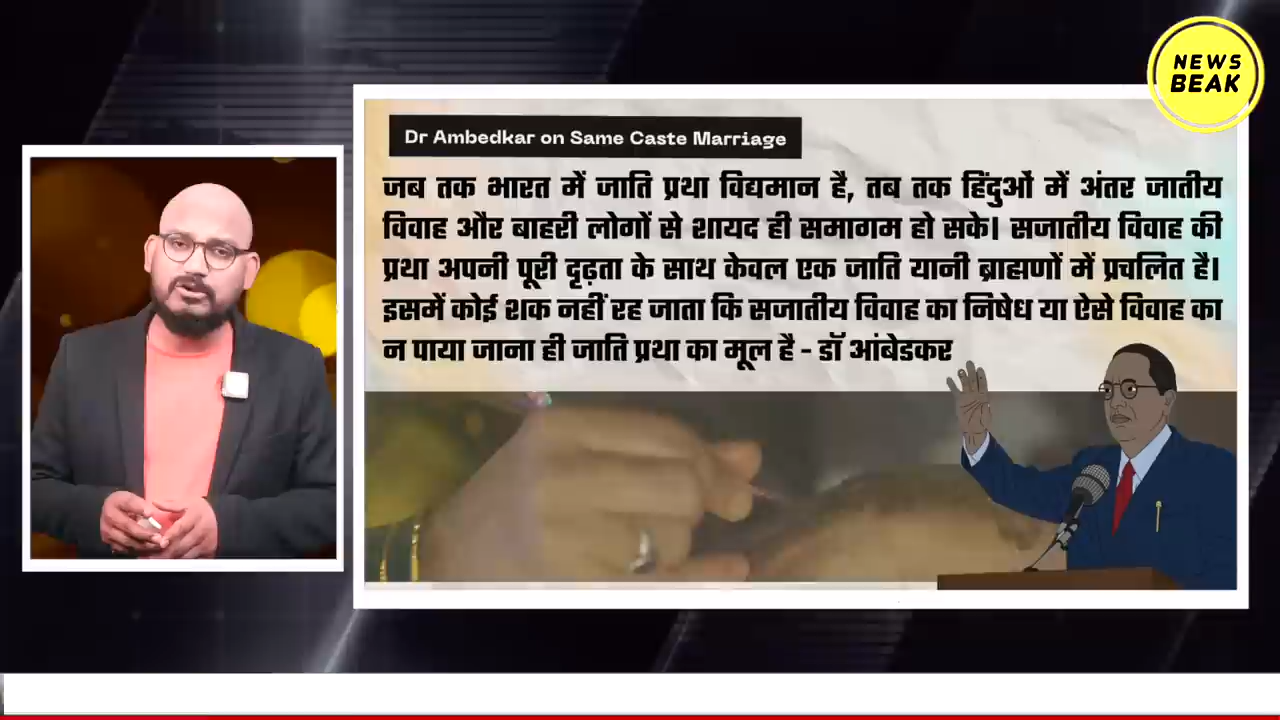 NEWS
BEAK
Dr Ambedkar on Same Caste Marriage
जब तक भारत में जाति प्रथा विद्यमान है, तब तक हिंदुओं में अंतर जातीय
विवाह और बाहरी लोगों से शायद ही समागम हो सके। सजातीय विवाह की
प्रथा अपनी पूरी दृढ़ता के साथ केवल एक जाति यानी ब्राह्मणों में प्रचलित है।
इसमें कोई शक नहीं रह जाता कि सजातीय विवाह का निषेध या ऐसे विवाह का
न पाया जाना ही जाति प्रथा का मूल है - डॉ आंबेडकर